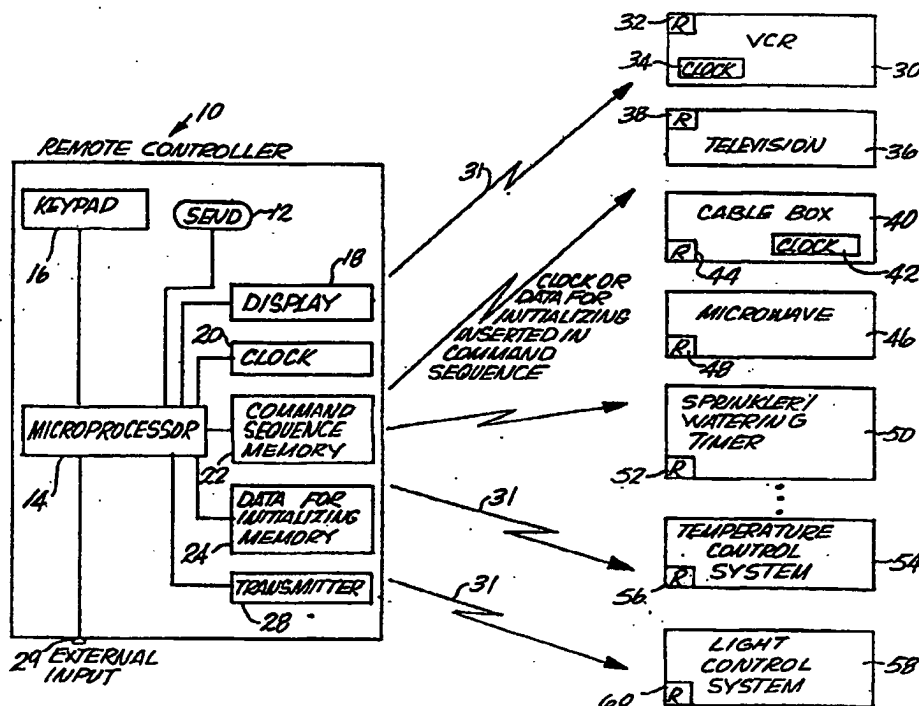 10
REMOTE CONTROLLER
KEYPAD
16
SEND
12
18
DISPLAY
20
CLOCK
MICROPROCESSOR
14
COMMAND
SEQUENCE
MEMORY
22
DATA FOR
INITIALIZING
MEMORY
24
TRANSMITTER
28
29 EXTERNAL
INPUT
31
CLOCK OR
DATA FOR
INITIALIZING
INSERTED IN
COMMAND
SEQUENCE
31
31
32
R
VCR
34
CLOCK
30
38
R
TELEVISION
36
CABLE BOX
40
CLOCK
R
44
42
MICROWAVE
46
R
48
SPRINKLER/
WATERING
TIMER
50
52
R
TEMPERATURE
CONTROL
SYSTEM
54
56
R
LIGHT
CONTROL
SYSTEM
58
60
R